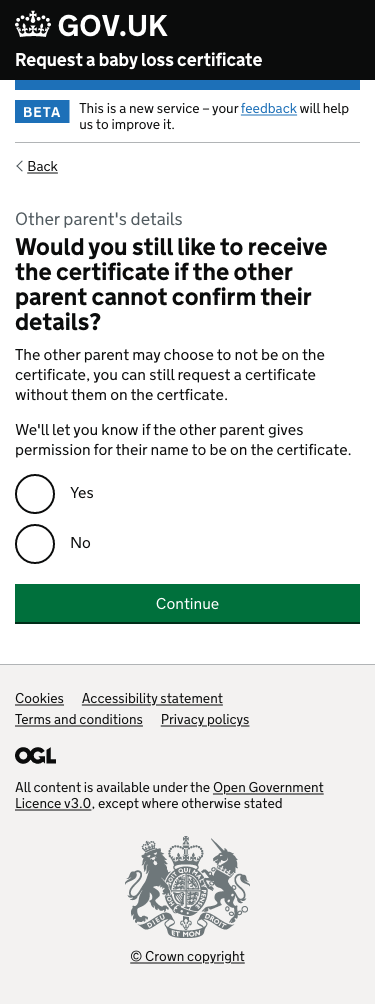 GOV.UK
Request a baby loss certificate
BETA
This is a new service – your feedback will help
us to improve it.
Back
Other parent's details
Would you still like to receive
the certificate if the other
parent cannot confirm their
details?
The other parent may choose to not be on the
certificate, you can still request a certificate
without them on the certficate.
We'll let you know if the other parent gives
permission for their name to be on the certificate.
Yes
No
Continue
Cookies Accessibility statement
Terms and conditions Privacy policys
OGL
All content is available under the Open Government
Licence v3.0, except where otherwise stated
DIEU ET MON DROIT
© Crown copyright